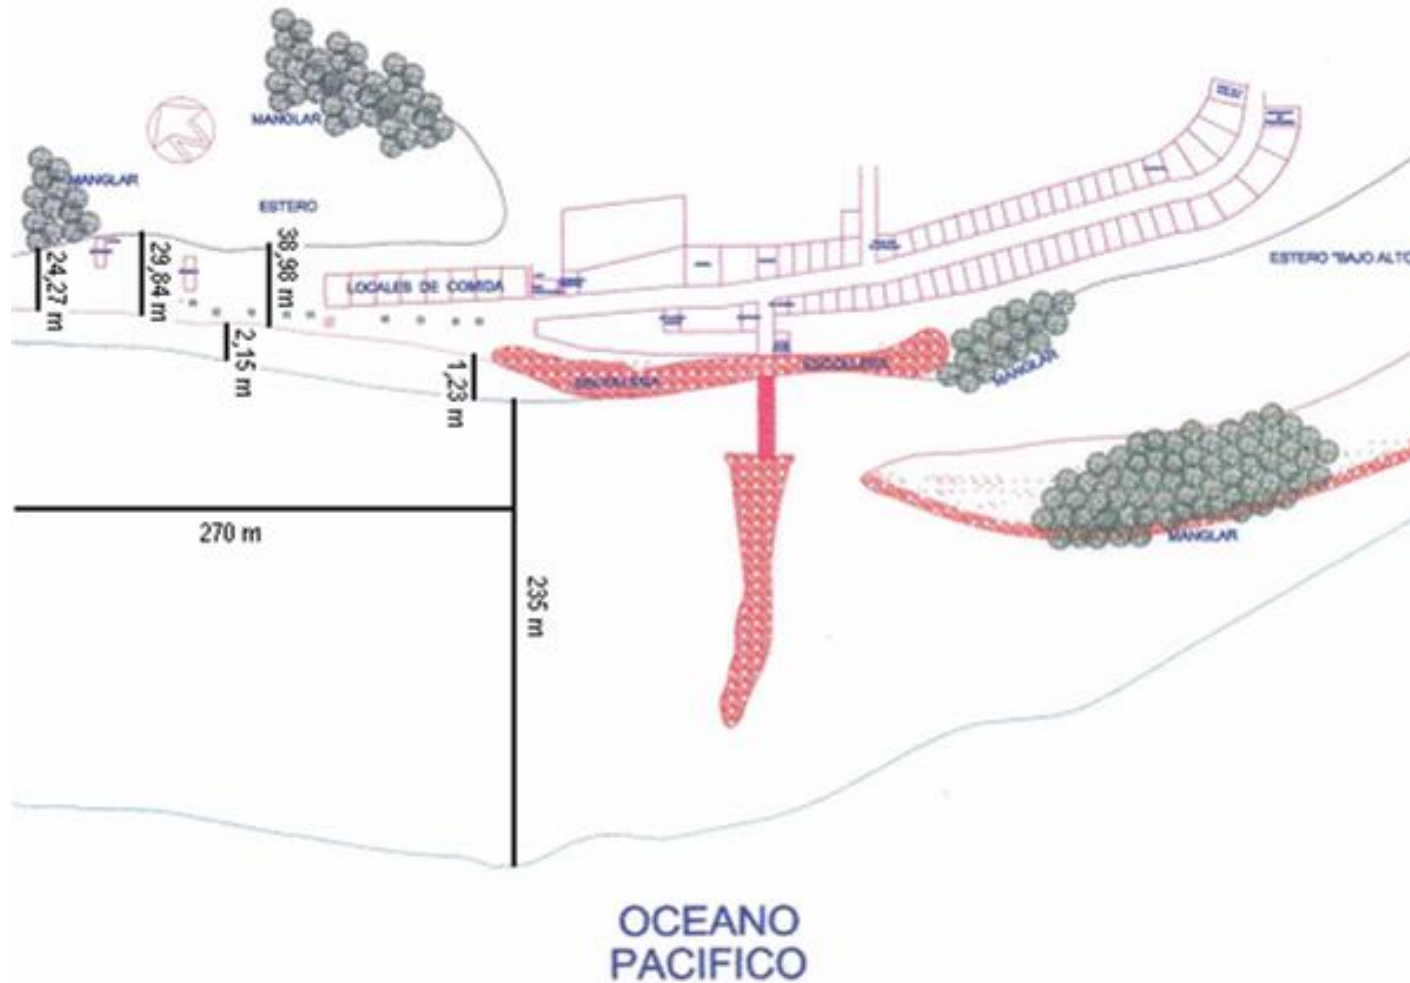 MANGLAR
MANGLAR
ESTERO
24,27 m
29,84 m
38,98 m
LOCALES DE COMIDA
ESTERO "BAJO ALTO
2,15 m
1,23 m
ESCOLLERA
ESCOLLERA
MANGLAR
270 m
235 m
MANGLAR
OCEANO
PACIFICO